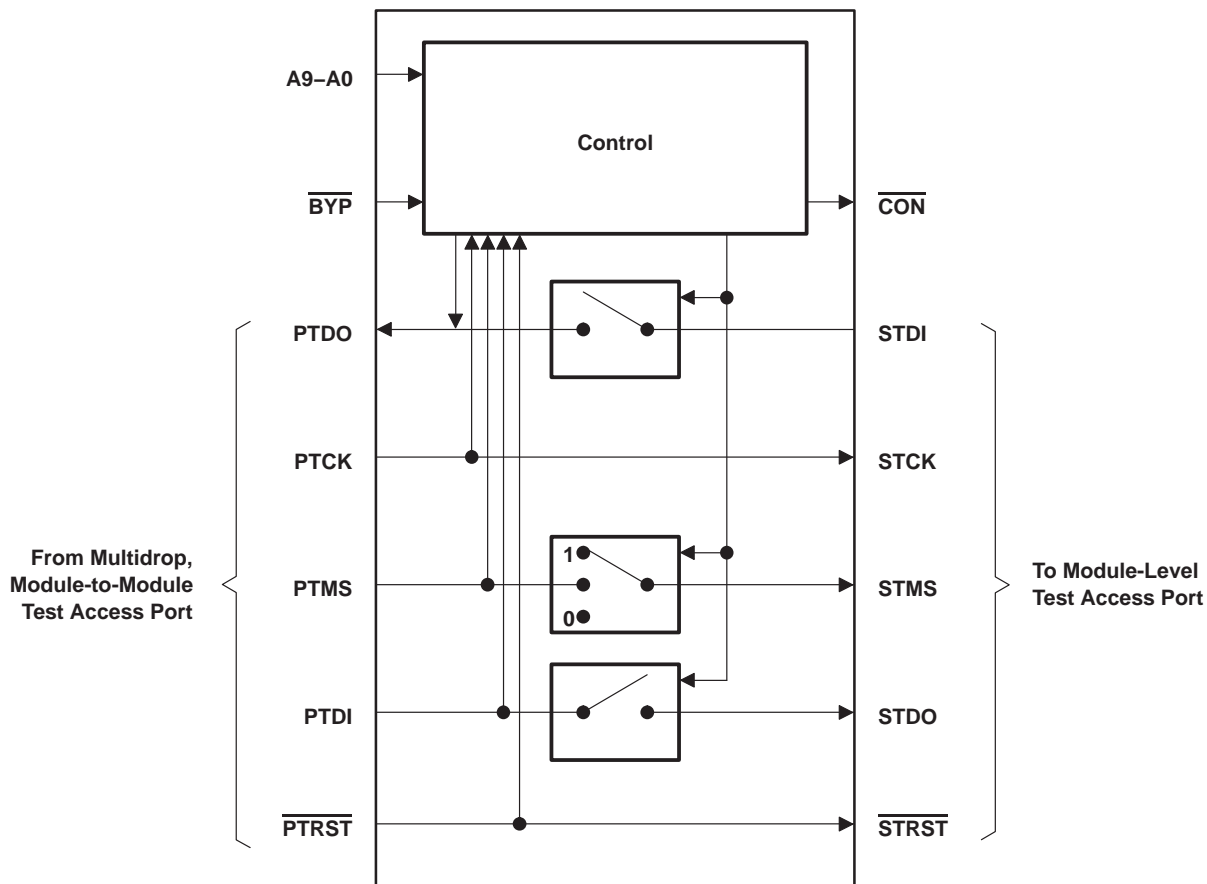 A9–A0
Control
BYP
CON
PTDO
STDI
PTCK
STCK
From Multidrop,
Module-to-Module
Test Access Port
1
PTMS
0
STMS
To Module-Level
Test Access Port
PTDI
STDO
PTRST
STRST